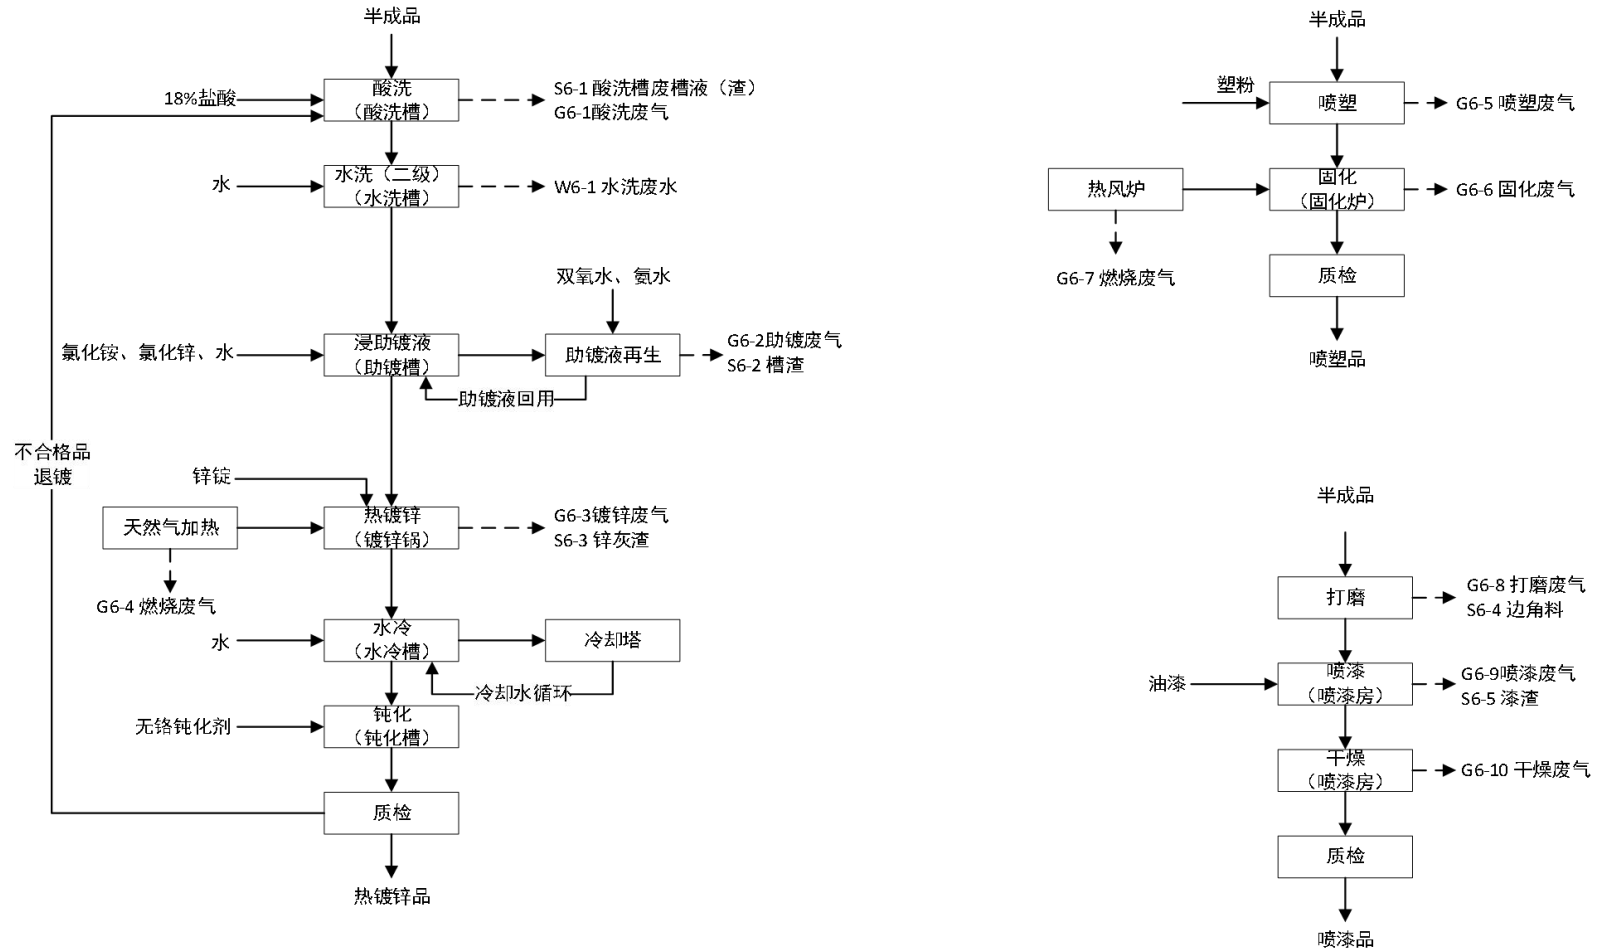 半成品
18%盐酸
酸洗
（酸洗槽）
S6-1 酸洗槽废槽液（渣）
G6-1酸洗废气
水
水洗（二级）
（水洗槽）
W6-1 水洗废水
双氧水、氨水
氯化铵、氯化锌、水
浸助镀液
（助镀槽）
助镀液再生
G6-2助镀废气
S6-2 槽渣
助镀液回用
不合格品
退镀
锌锭
天然气加热
热镀锌
（镀锌锅）
G6-3镀锌废气
S6-3 锌灰渣
G6-4 燃烧废气
水
水冷
（水冷槽）
冷却塔
冷却水循环
无铬钝化剂
钝化
（钝化槽）
质检
热镀锌品
半成品
塑粉
喷塑
G6-5 喷塑废气
热风炉
固化
（固化炉）
G6-6 固化废气
G6-7 燃烧废气
质检
喷塑品
半成品
打磨
G6-8 打磨废气
S6-4 边角料
油漆
喷漆
（喷漆房）
G6-9喷漆废气
S6-5 漆渣
干燥
（喷漆房）
G6-10 干燥废气
质检
喷漆品